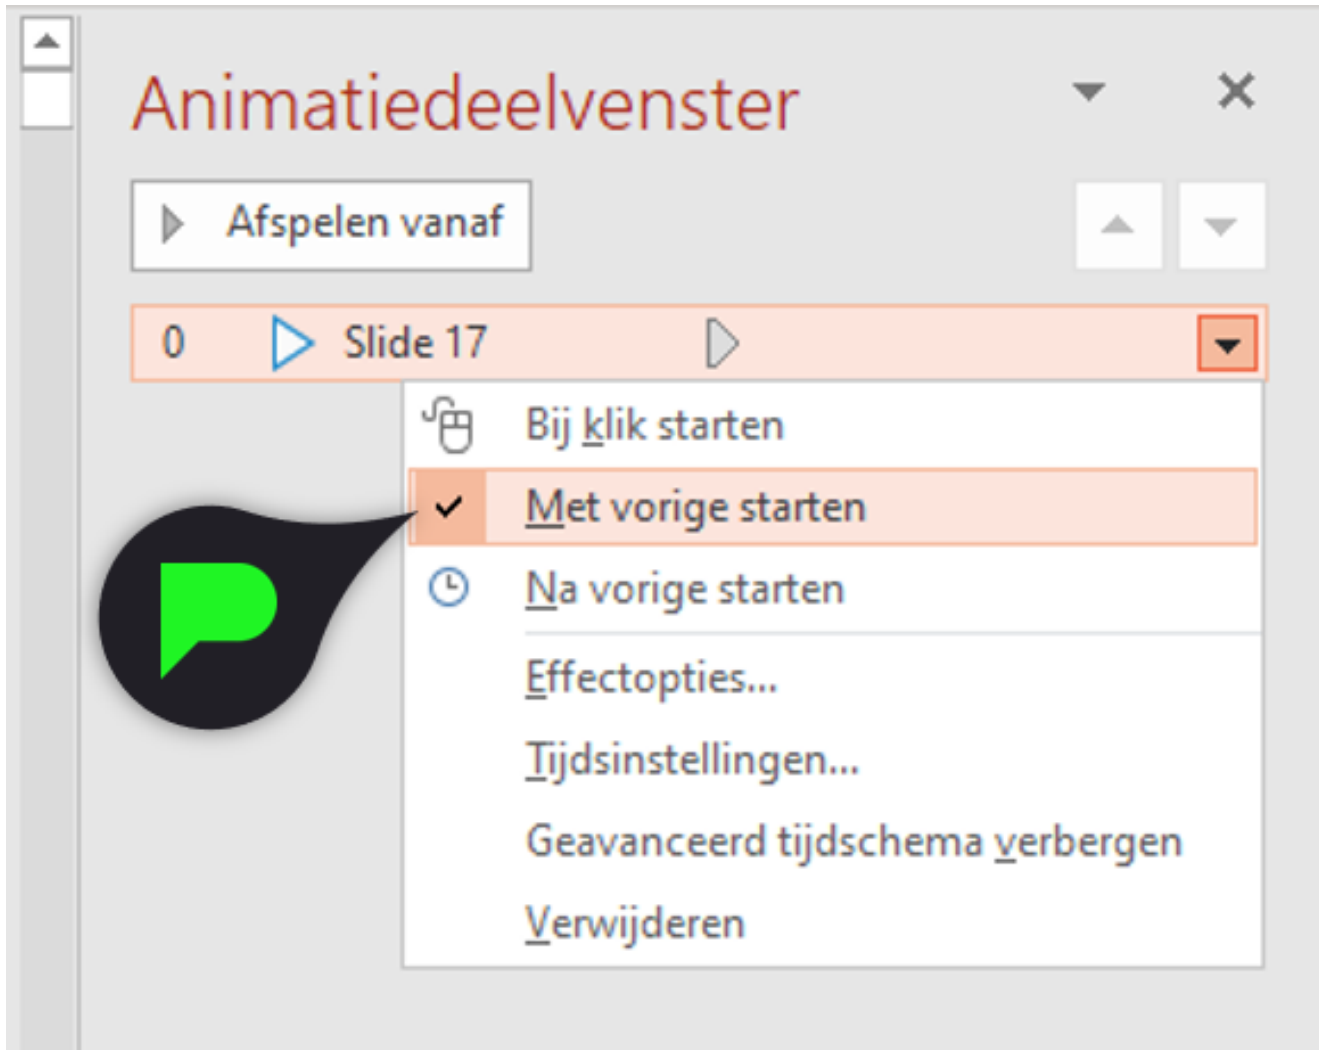 Animatiedeelvenster
Afspelen vanaf
0 Slide 17
Bij klik starten
Met vorige starten
Na vorige starten
Effectopties...
Tijdsinstellingen...
Geavanceerd tijdschema verbergen
Verwijderen